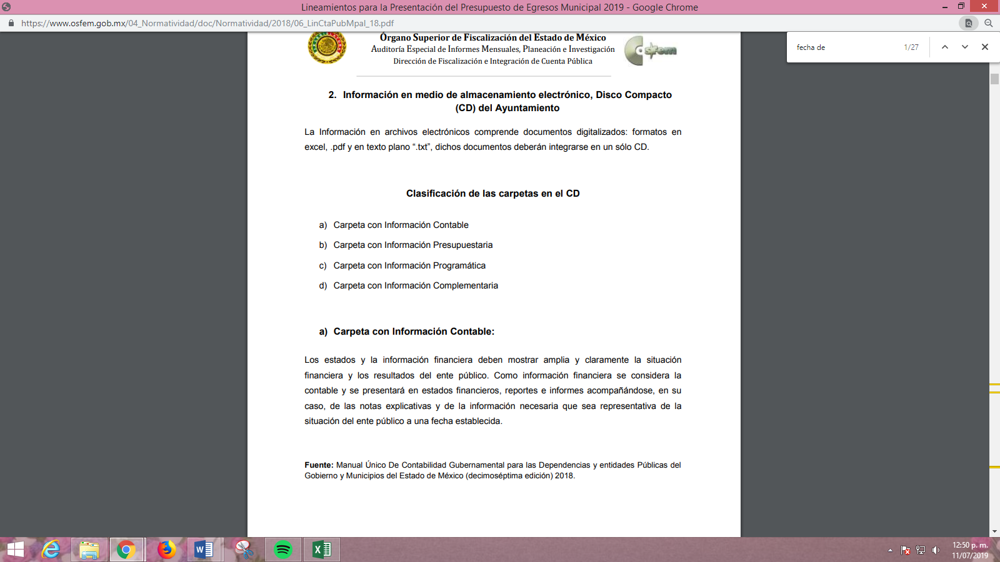 Lineamientos para la Presentación del Presupuesto de Egresos Municipal 2019 - Google Chrome
https://www.osfem.gob.mx/04_Normatividad/doc/Normatividad/2018/06_LinCtaPubMpal_18.pdf
fecha de 1/27
Órgano Superior de Fiscalización del Estado de México
Auditoría Especial de Informes Mensuales, Planeación e Investigación
Dirección de Fiscalización e Integración de Cuenta Pública
osfem
2. Información en medio de almacenamiento electrónico, Disco Compacto
(CD) del Ayuntamiento
La Información en archivos electrónicos comprende documentos digitalizados: formatos en
excel, .pdf y en texto plano “.txt”, dichos documentos deberán integrarse en un sólo CD.
Clasificación de las carpetas en el CD
a) Carpeta con Información Contable
b) Carpeta con Información Presupuestaria
c) Carpeta con Información Programática
d) Carpeta con Información Complementaria
a) Carpeta con Información Contable:
Los estados y la información financiera deben mostrar amplia y claramente la situación
financiera y los resultados del ente público. Como información financiera se considera la
contable y se presentará en estados financieros, reportes e informes acompañándose, en su
caso, de las notas explicativas y de la información necesaria que sea representativa de la
situación del ente público a una fecha establecida.
Fuente: Manual Único De Contabilidad Gubernamental para las Dependencias y entidades Públicas del
Gobierno y Municipios del Estado de México (decimoséptima edición) 2018.
12:50 p. m.
11/07/2019